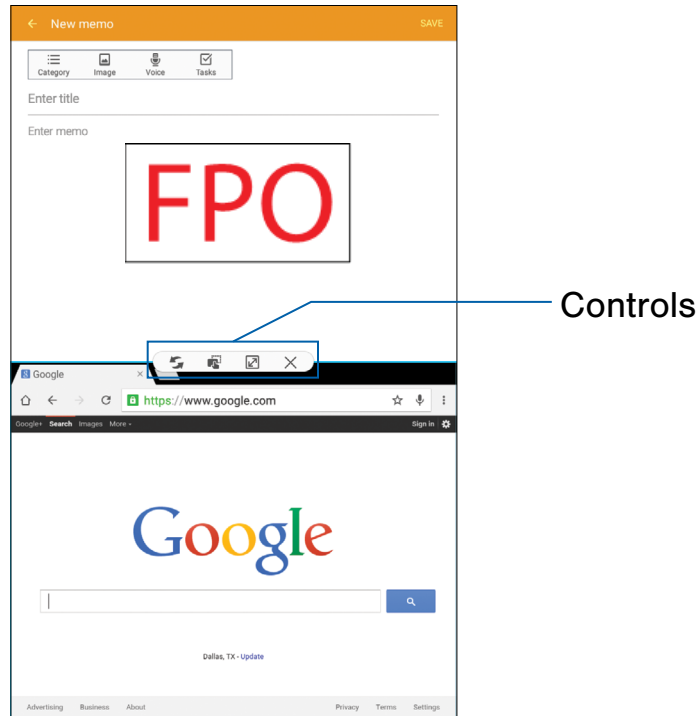 New memo SAVE
Category Image Voice Tasks
Enter title
Enter memo
FPO
Controls
Google
https://www.google.com
Google+ Search Images More Sign in
Google
Dallas, TX - Update
Advertising Business About Privacy Terms Settings